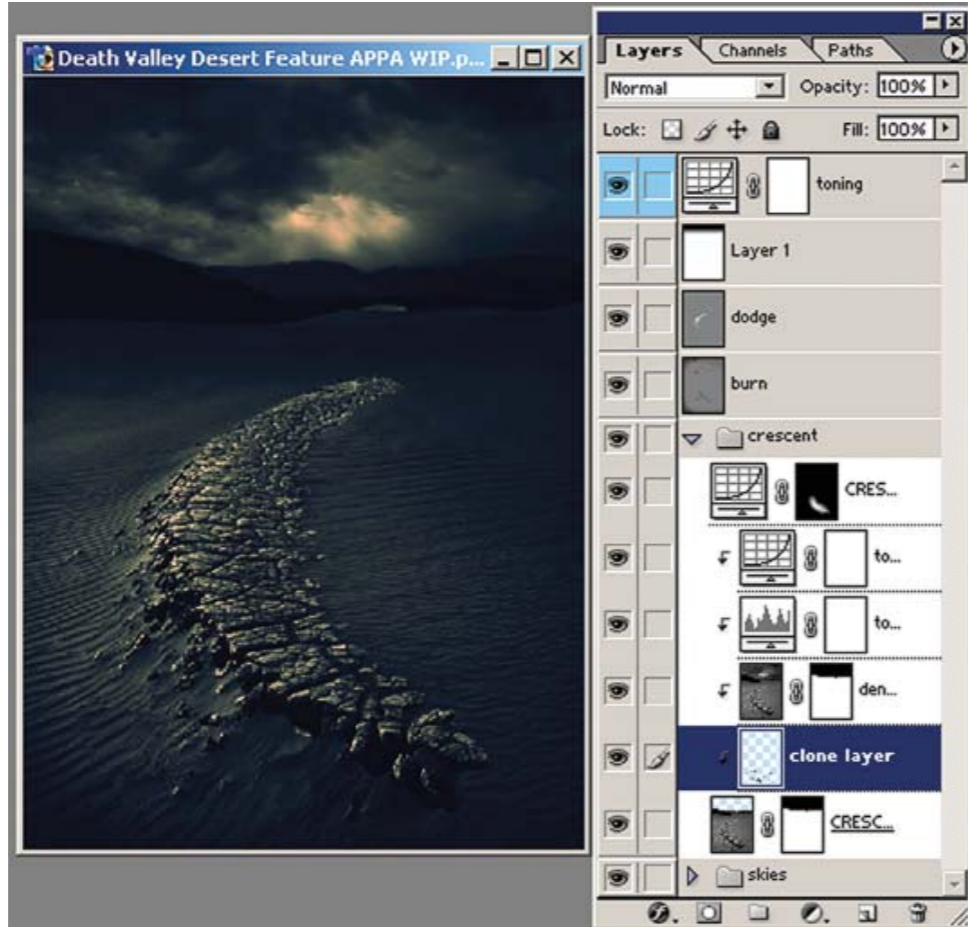 Death Valley Desert Feature APPA WIP.p...
Layers Channels Paths
Normal Opacity: 100%
Lock: Fill: 100%
toning
Layer 1
dodge
burn
crescent
CRES...
to...
to...
den...
clone layer
CRESC...
skies